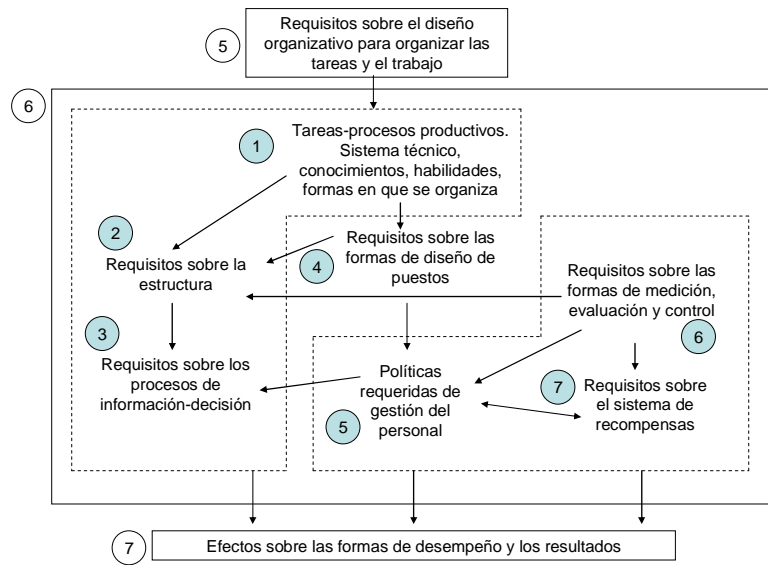 5
Requisitos sobre el diseño
organizativo para organizar las
tareas y el trabajo
6
1
Tareas-procesos productivos.
Sistema técnico,
conocimientos, habilidades,
formas en que se organiza
2
Requisitos sobre la
estructura
4
Requisitos sobre las
formas de diseño de
puestos
Requisitos sobre las
formas de medición,
evaluación y control
6
3
Requisitos sobre los
procesos de
información-decisión
Políticas
requeridas de
gestión del
personal
5
7
Requisitos sobre
el sistema de
recompensas
7
Efectos sobre las formas de desempeño y los resultados